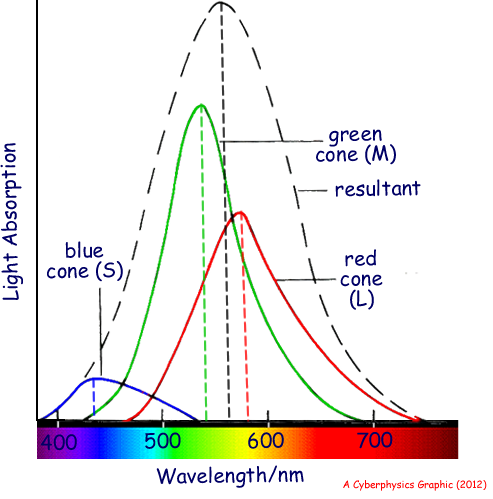 green
cone (M)
resultant
blue
cone (S)
red
cone
(L)
Light Absorption
400 500 600 700
Wavelength/nm
A Cyberphysics Graphic (2012)